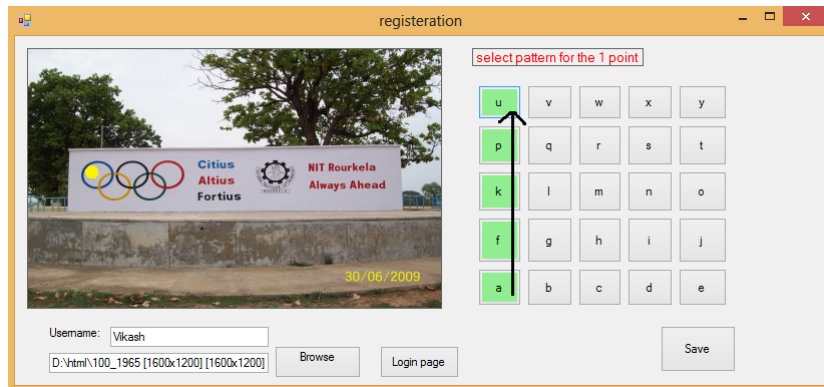 registeration
select pattern for the 1 point
Citius
Altius
Fortius
NIT Rourkela
Always Ahead
30/06/2009
u v w x y
p q r s t
k l m n o
f g h i j
a b c d e
Username: Vikash
D:\html\100_1965 [1600x1200] [1600x1200]
Browse
Login page
Save